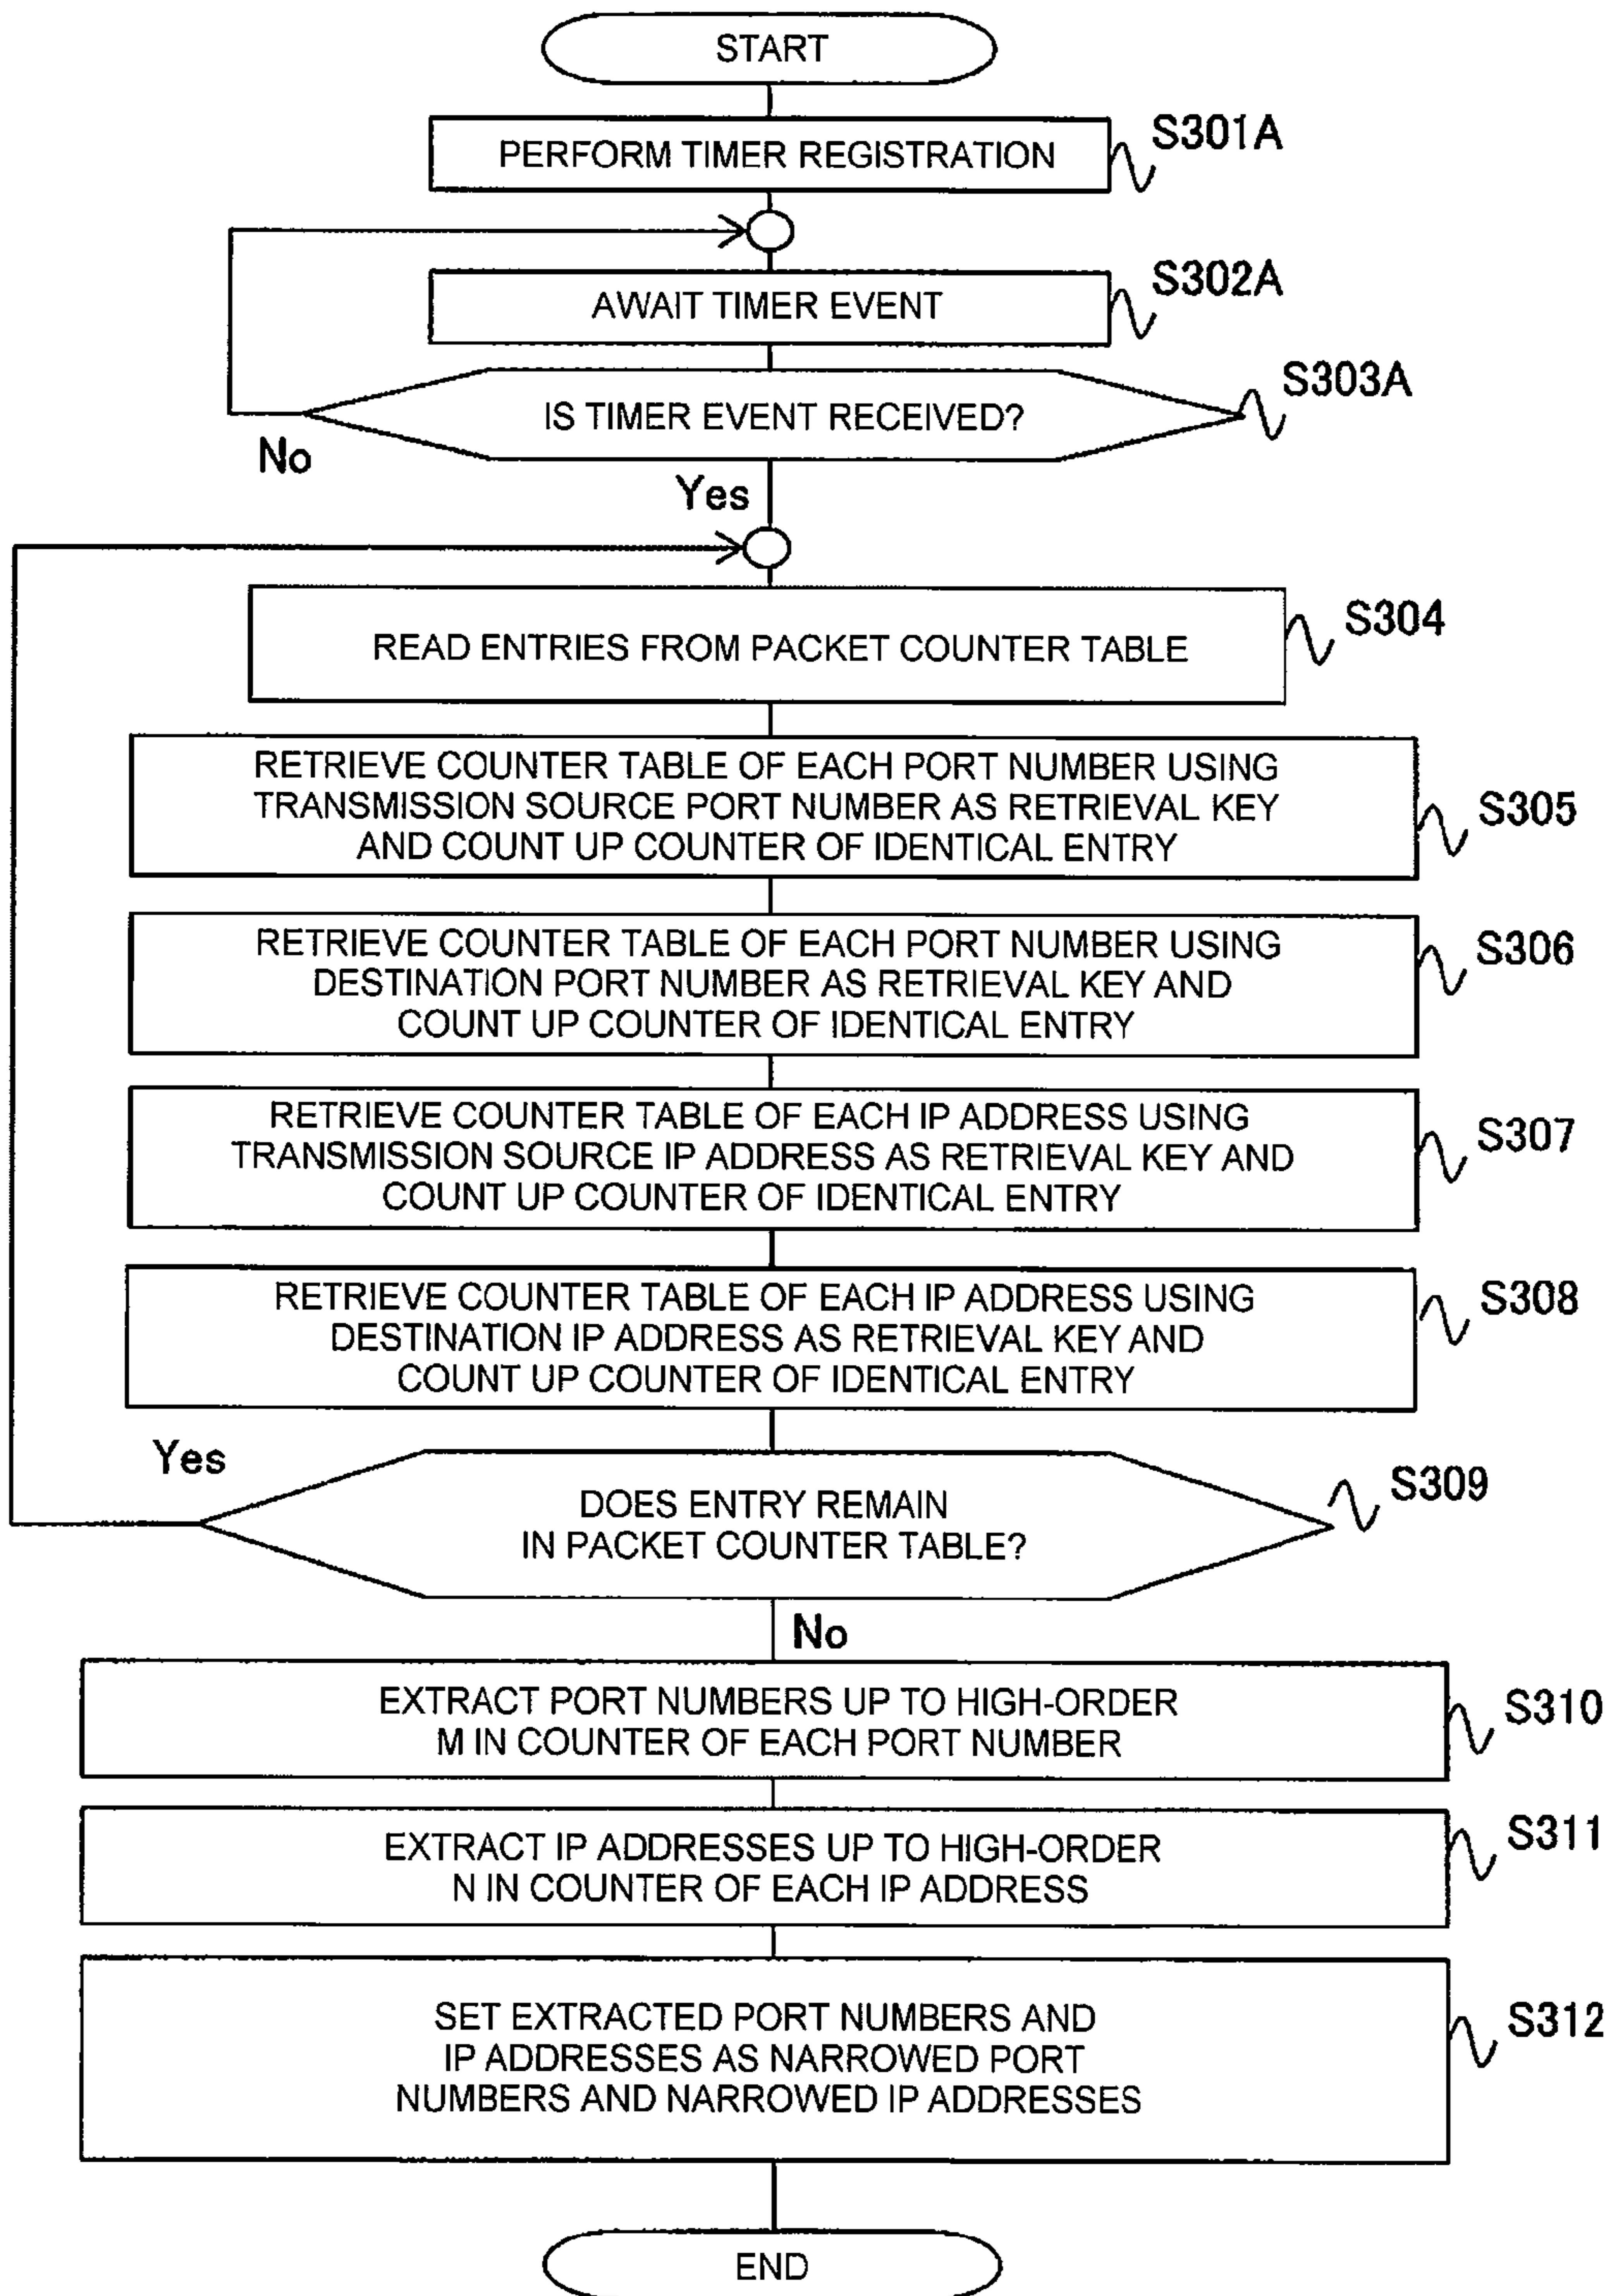 START
PERFORM TIMER REGISTRATION
S301A
AWAIT TIMER EVENT
S302A
IS TIMER EVENT RECEIVED?
S303A
No
Yes
READ ENTRIES FROM PACKET COUNTER TABLE
S304
RETRIEVE COUNTER TABLE OF EACH PORT NUMBER USING
TRANSMISSION SOURCE PORT NUMBER AS RETRIEVAL KEY
AND COUNT UP COUNTER OF IDENTICAL ENTRY
S305
RETRIEVE COUNTER TABLE OF EACH PORT NUMBER USING
DESTINATION PORT NUMBER AS RETRIEVAL KEY AND
COUNT UP COUNTER OF IDENTICAL ENTRY
S306
RETRIEVE COUNTER TABLE OF EACH IP ADDRESS USING
TRANSMISSION SOURCE IP ADDRESS AS RETRIEVAL KEY AND
COUNT UP COUNTER OF IDENTICAL ENTRY
S307
RETRIEVE COUNTER TABLE OF EACH IP ADDRESS USING
DESTINATION IP ADDRESS AS RETRIEVAL KEY AND
COUNT UP COUNTER OF IDENTICAL ENTRY
S308
Yes
DOES ENTRY REMAIN
IN PACKET COUNTER TABLE?
S309
No
EXTRACT PORT NUMBERS UP TO HIGH-ORDER
M IN COUNTER OF EACH PORT NUMBER
S310
EXTRACT IP ADDRESSES UP TO HIGH-ORDER
N IN COUNTER OF EACH IP ADDRESS
S311
SET EXTRACTED PORT NUMBERS AND
IP ADDRESSES AS NARROWED PORT
NUMBERS AND NARROWED IP ADDRESSES
S312
END